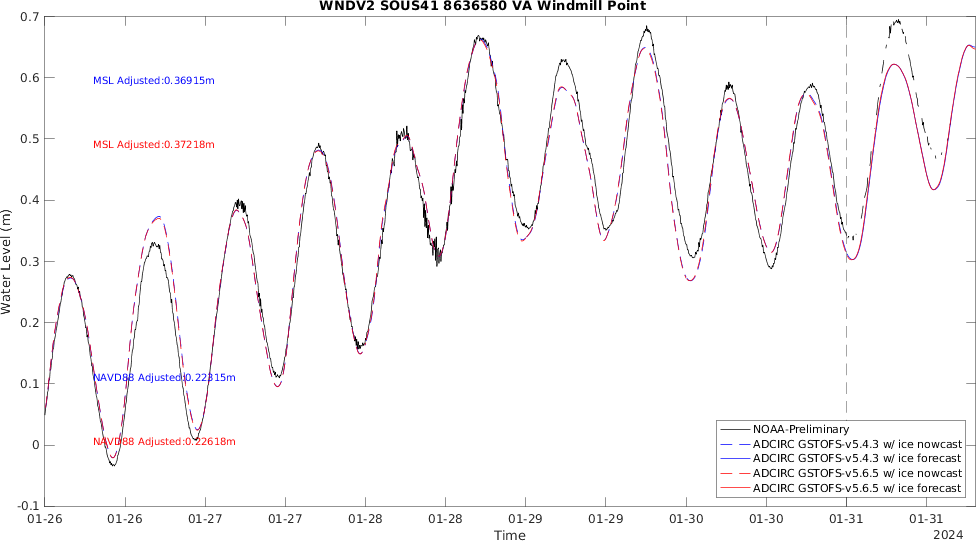 WNDV2 SOUS41 8636580 VA Windmill Point
0.7
0.6
0.5
0.4
0.3
0.2
0.1
0
-0.1
Water Level (m)
MSL Adjusted:0.36915m
MSL Adjusted:0.37218m
NAVD88 Adjusted:0.22315m
NAVD88 Adjusted:0.22618m
NOAA-Preliminary
ADCIRC GSTOFS-v5.4.3 w/ ice nowcast
ADCIRC GSTOFS-v5.4.3 w/ ice forecast
ADCIRC GSTOFS-v5.6.5 w/ ice nowcast
ADCIRC GSTOFS-v5.6.5 w/ ice forecast
01-26 01-26 01-27 01-27 01-28 01-28 01-29 01-29 01-30 01-30 01-31 01-31
2024
Time